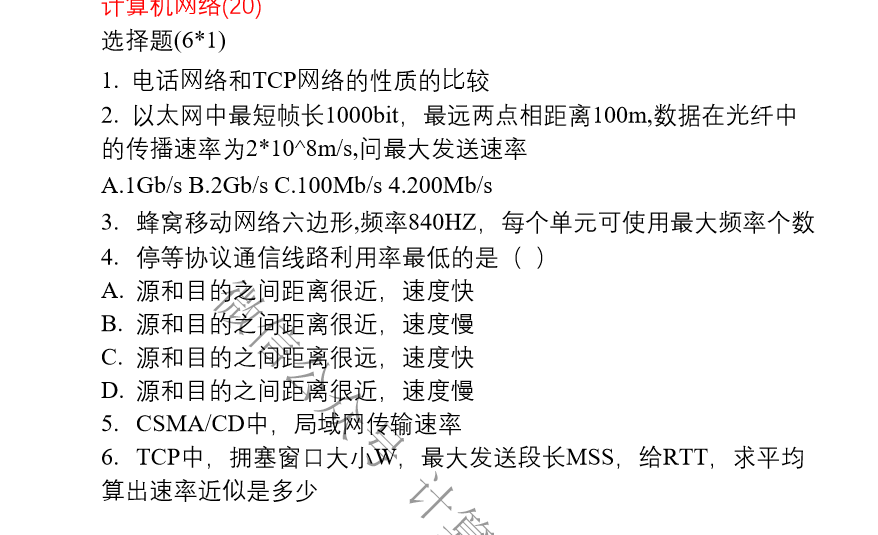 计算机网络(20)
选择题(6*1)
1. 电话网络和TCP网络的性质的比较
2. 以太网中最短帧长1000bit，最远两点相距离100m,数据在光纤中
的传播速率为2*10^8m/s,问最大发送速率
A.1Gb/s B.2Gb/s C.100Mb/s 4.200Mb/s
3. 蜂窝移动网络六边形,频率840HZ，每个单元可使用最大频率个数
4. 停等协议通信线路利用率最低的是（ ）
A. 源和目的之间距离很近，速度快
B. 源和目的之间距离很近，速度慢
C. 源和目的之间距离很远，速度快
D. 源和目的之间距离很近，速度慢
5. CSMA/CD中，局域网传输速率
6. TCP中，拥塞窗口大小W，最大发送段长MSS，给RTT，求平均
算出速率近似是多少
微信公众号 计算